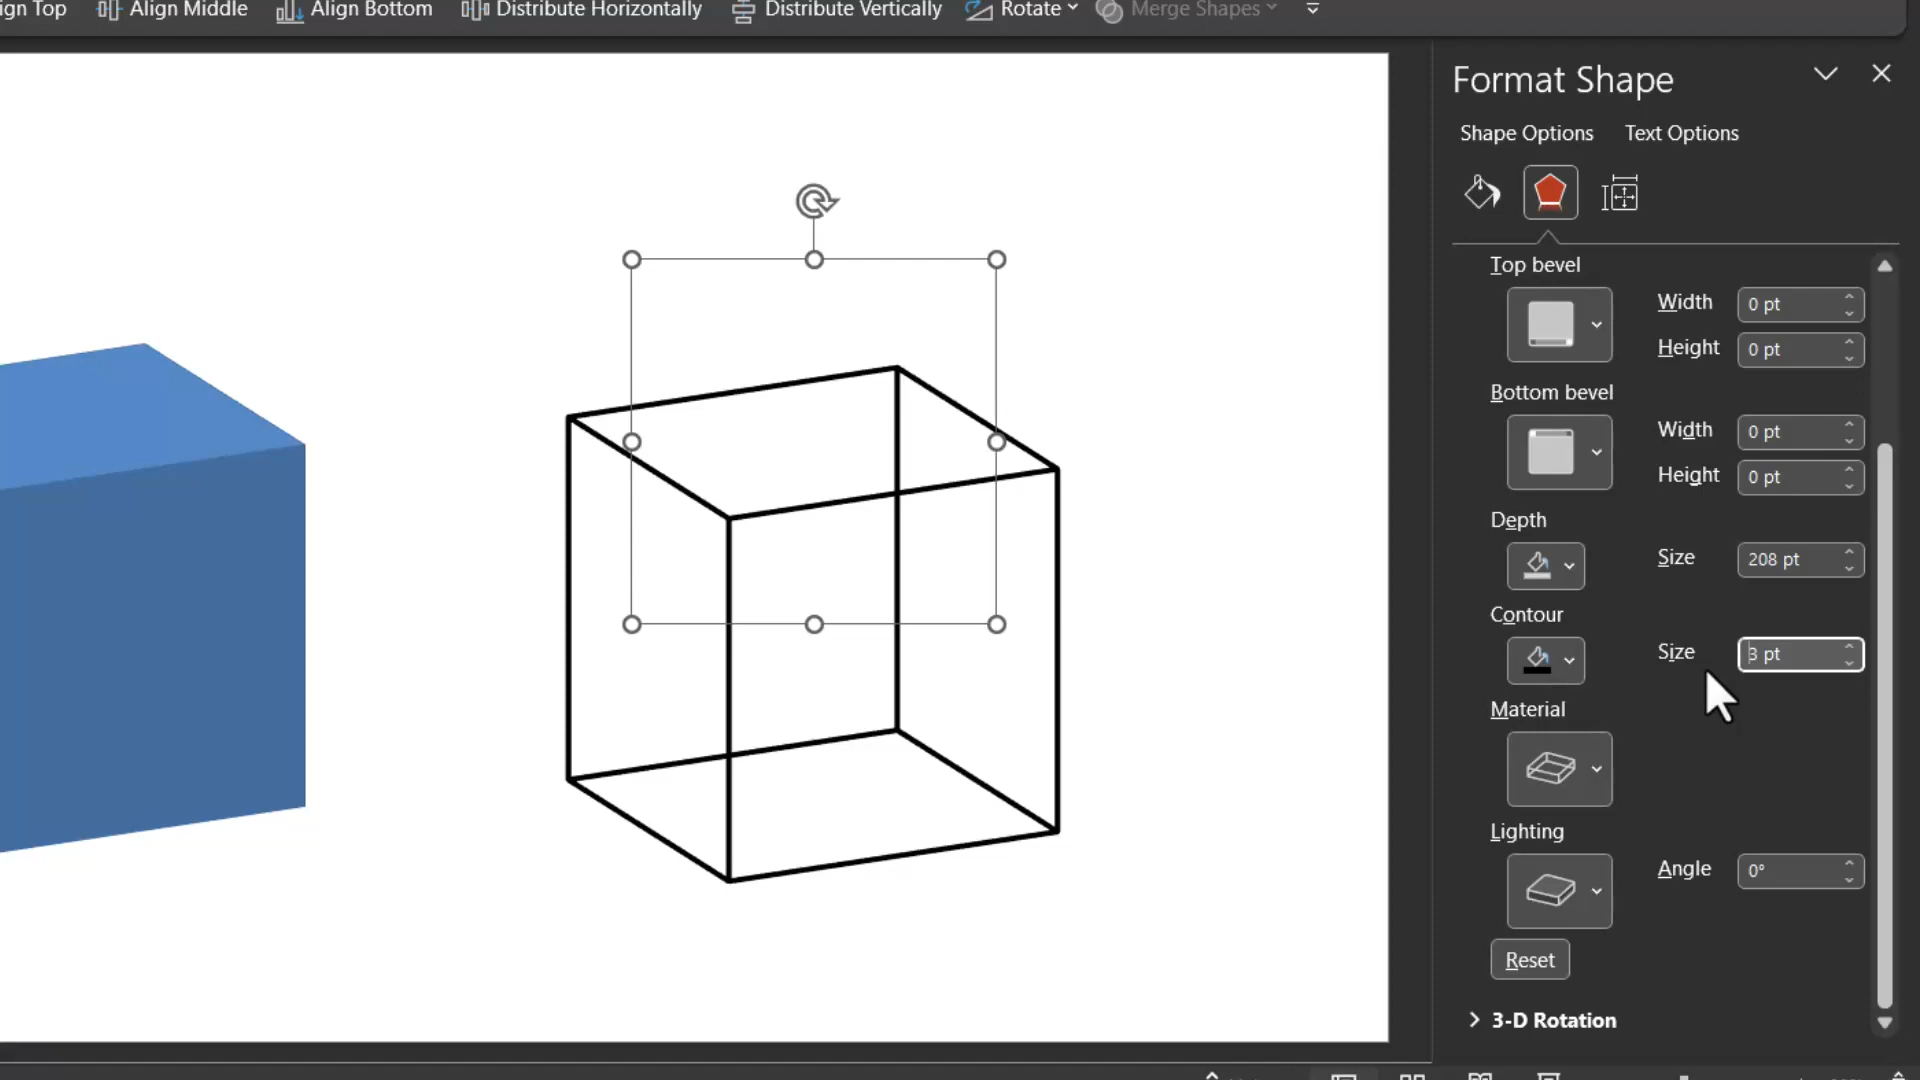 ign Top Align Middle Align Bottom Distribute Horizontally Distribute Vertically Rotate Merge Shapes
Format Shape
Shape Options Text Options
Top bevel
Width 0 pt
Height 0 pt
Bottom bevel
Width 0 pt
Height 0 pt
Depth
Size 208 pt
Contour
Size 3 pt
Material
Lighting
Angle 0°
Reset
3-D Rotation